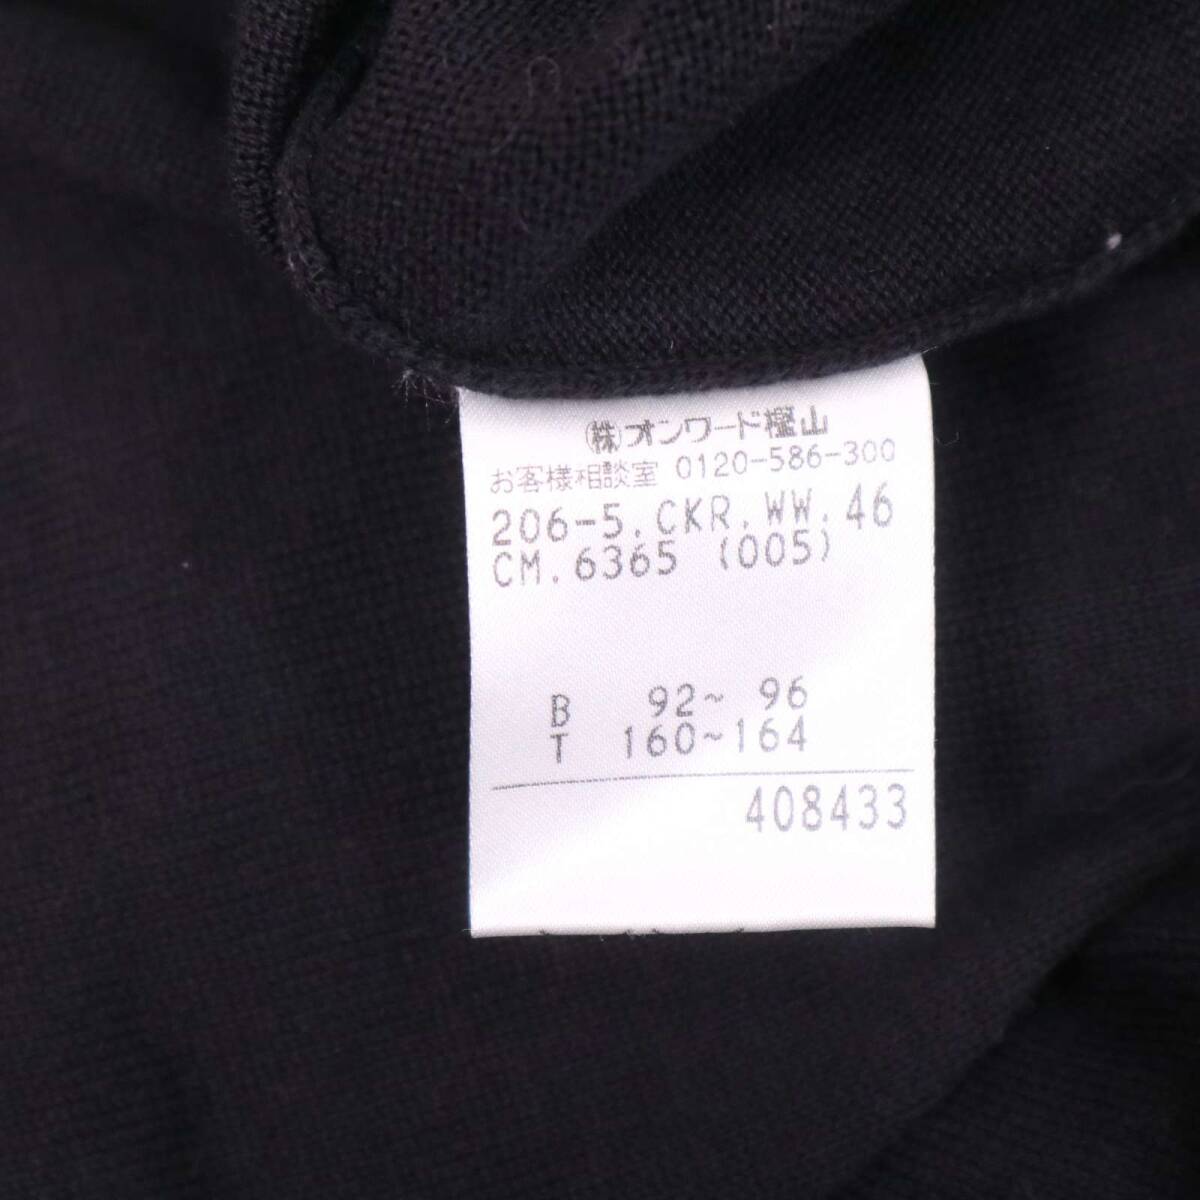 ㈱オンワード樫山
お客様相談室 0120-586-300
206-5.CKR.WW.46
CM.6365 (005)
B 92~ 96
T 160~164
408433